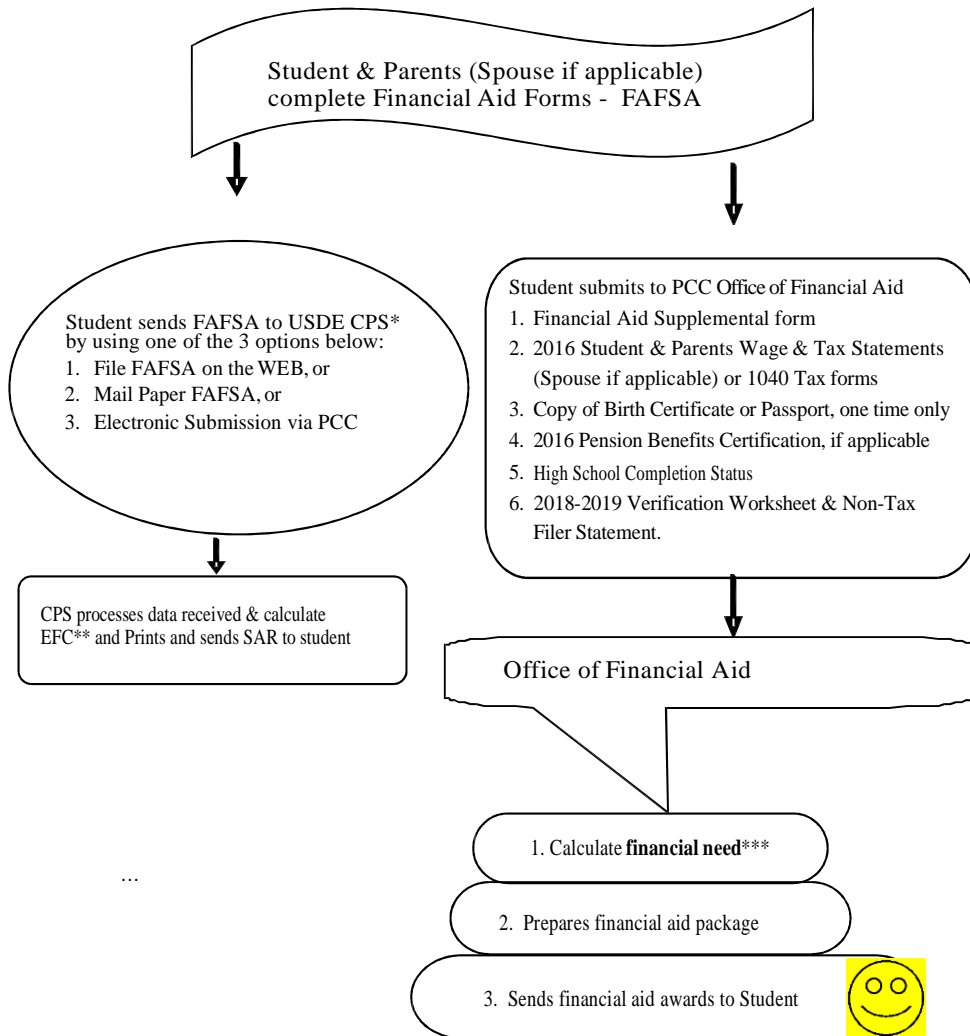 Student & Parents (Spouse if applicable)
complete Financial Aid Forms - FAFSA
Student sends FAFSA to USDE CPS*
by using one of the 3 options below:
1. File FAFSA on the WEB, or
2. Mail Paper FAFSA, or
3. Electronic Submission via PCC
CPS processes data received & calculate
EFC** and Prints and sends SAR to student
Student submits to PCC Office of Financial Aid
1. Financial Aid Supplemental form
2. 2016 Student & Parents Wage & Tax Statements
(Spouse if applicable) or 1040 Tax forms
3. Copy of Birth Certificate or Passport, one time only
4. 2016 Pension Benefits Certification, if applicable
5. High School Completion Status
6. 2018-2019 Verification Worksheet & Non-Tax
Filer Statement.
Office of Financial Aid
1. Calculate financial need***
2. Prepares financial aid package
3. Sends financial aid awards to Student
…